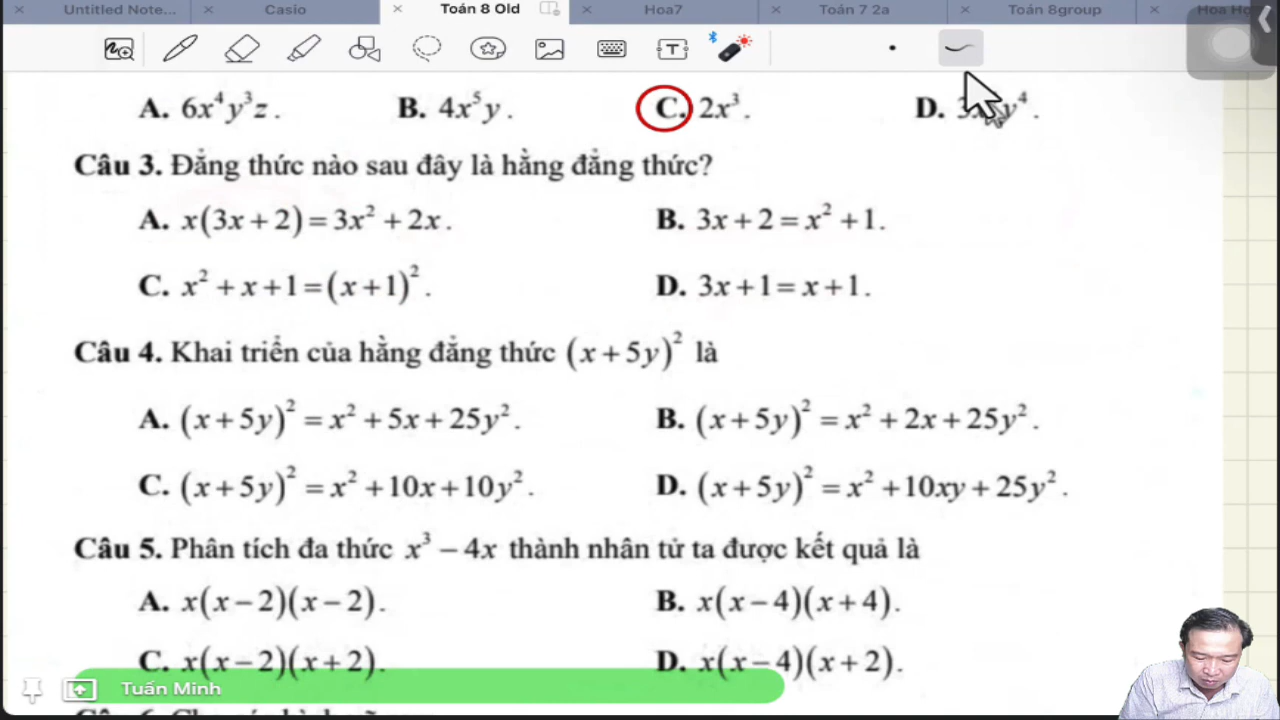 Untitled Note...
Casio
Toán 8 Old
Hoa7
Toán 7 2a
Toán 8group
A. 6x⁴y³z.
B. 4x⁵y.
C. 2x³.
D.
Câu 3. Đẳng thức nào sau đây là hằng đẳng thức?
A. x(3x+2)=3x²+2x.
B. 3x+2=x²+1.
C. x²+x+1=(x+1)².
D. 3x+1=x+1.
Câu 4. Khai triển của hằng đẳng thức (x+5y)² là
A. (x+5y)²=x²+5x+25y².
B. (x+5y)²=x²+2x+25y².
C. (x+5y)²=x²+10x+10y².
D. (x+5y)²=x²+10xy+25y².
Câu 5. Phân tích đa thức x³−4x thành nhân tử ta được kết quả là
A. x(x−2)(x−2).
B. x(x−4)(x+4).
C. x(x−2)(x+2).
D. x(x−4)(x+2).
Tuấn Minh